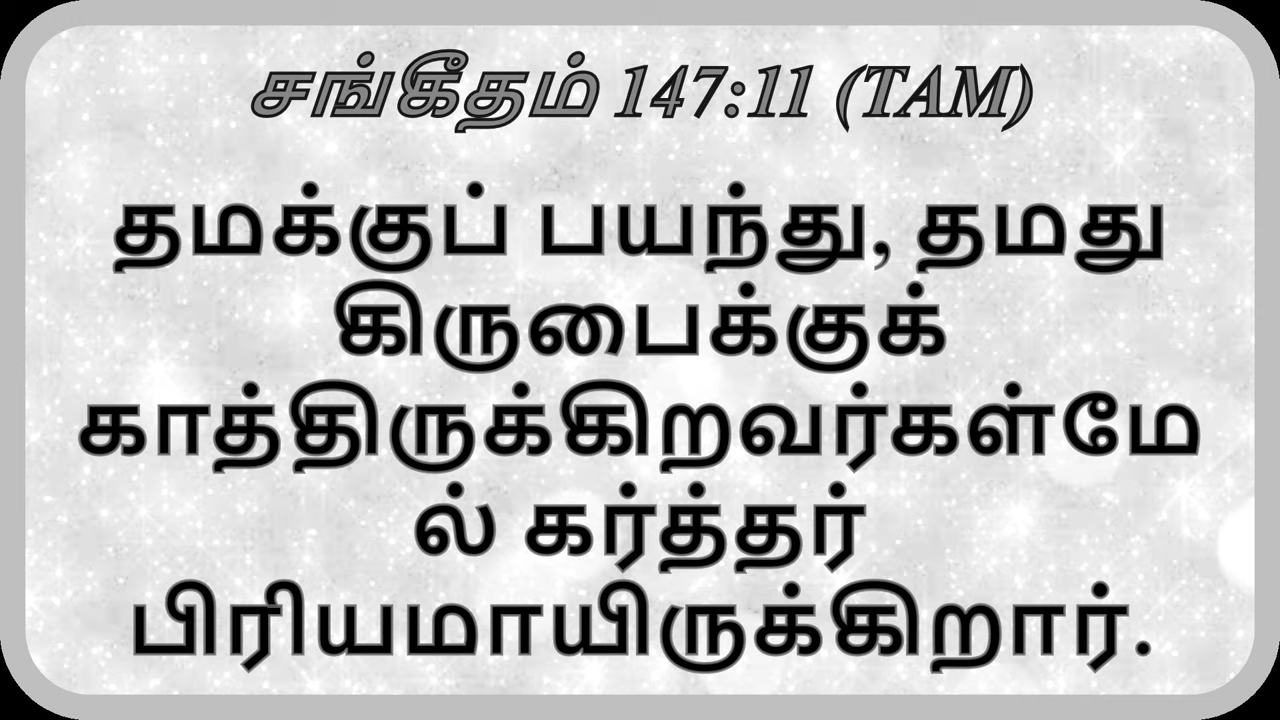 சங்கீதம் 147:11 (TAM)
தமக்குப் பயந்து, தமது
கிருபைக்குக்
காத்திருக்கிறவர்கள்மே
ல் கர்த்தர்
பிரியமாயிருக்கிறார்.